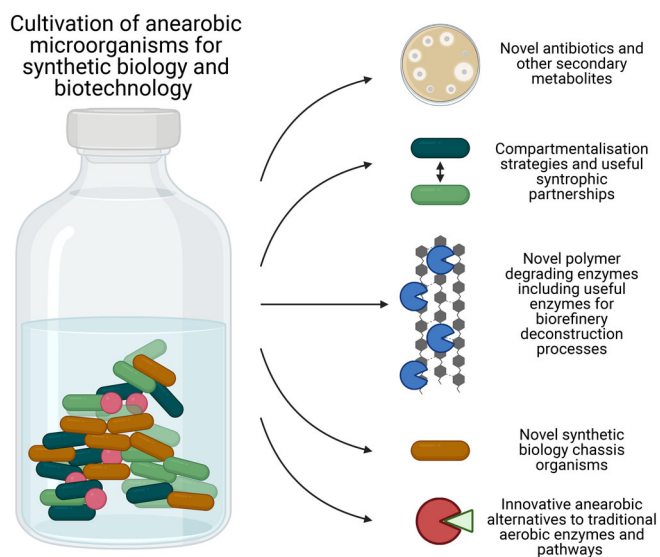 Cultivation of anearobic
microorganisms for
synthetic biology and
biotechnology
Novel antibiotics and
other secondary
metabolites
Compartmentalisation
strategies and useful
syntrophic
partnerships
Novel polymer
degrading enzymes
including useful
enzymes for
biorefinery
deconstruction
processes
Novel synthetic
biology chassis
organisms
Innovative anearobic
alternatives to traditional
aerobic enzymes and
pathways